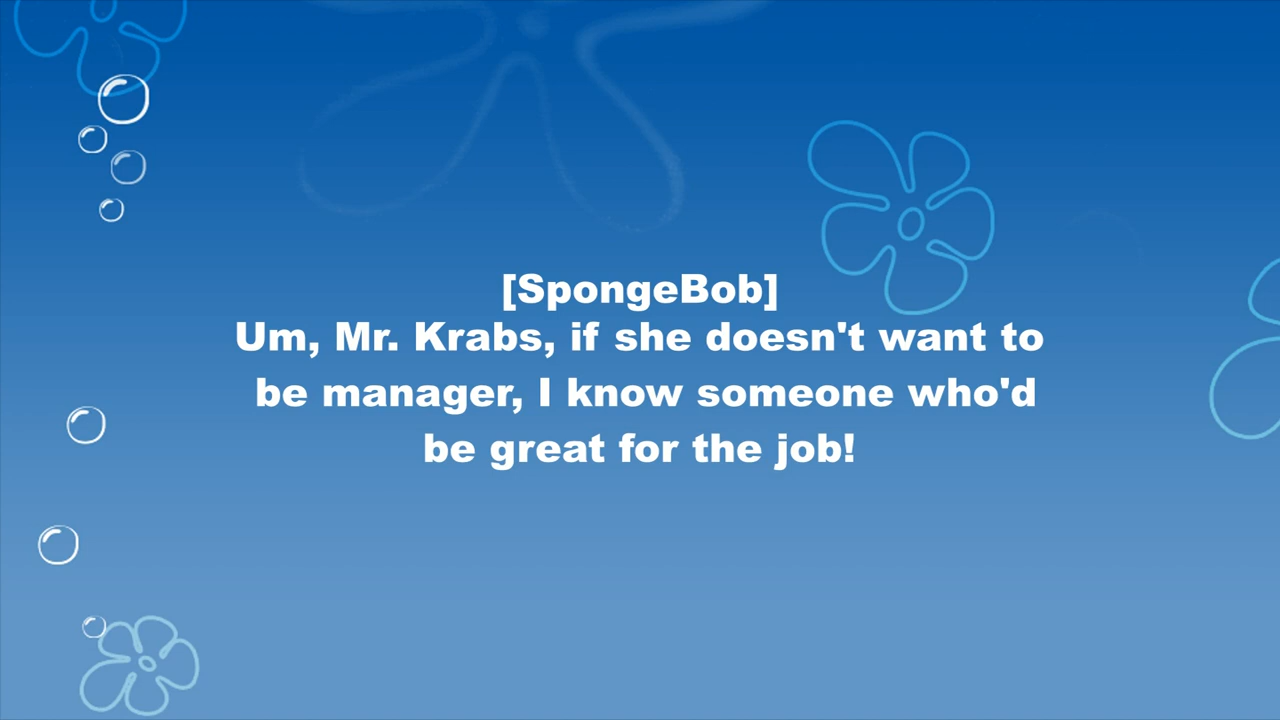 [SpongeBob]
Um, Mr. Krabs, if she doesn't want to
be manager, I know someone who'd
be great for the job!